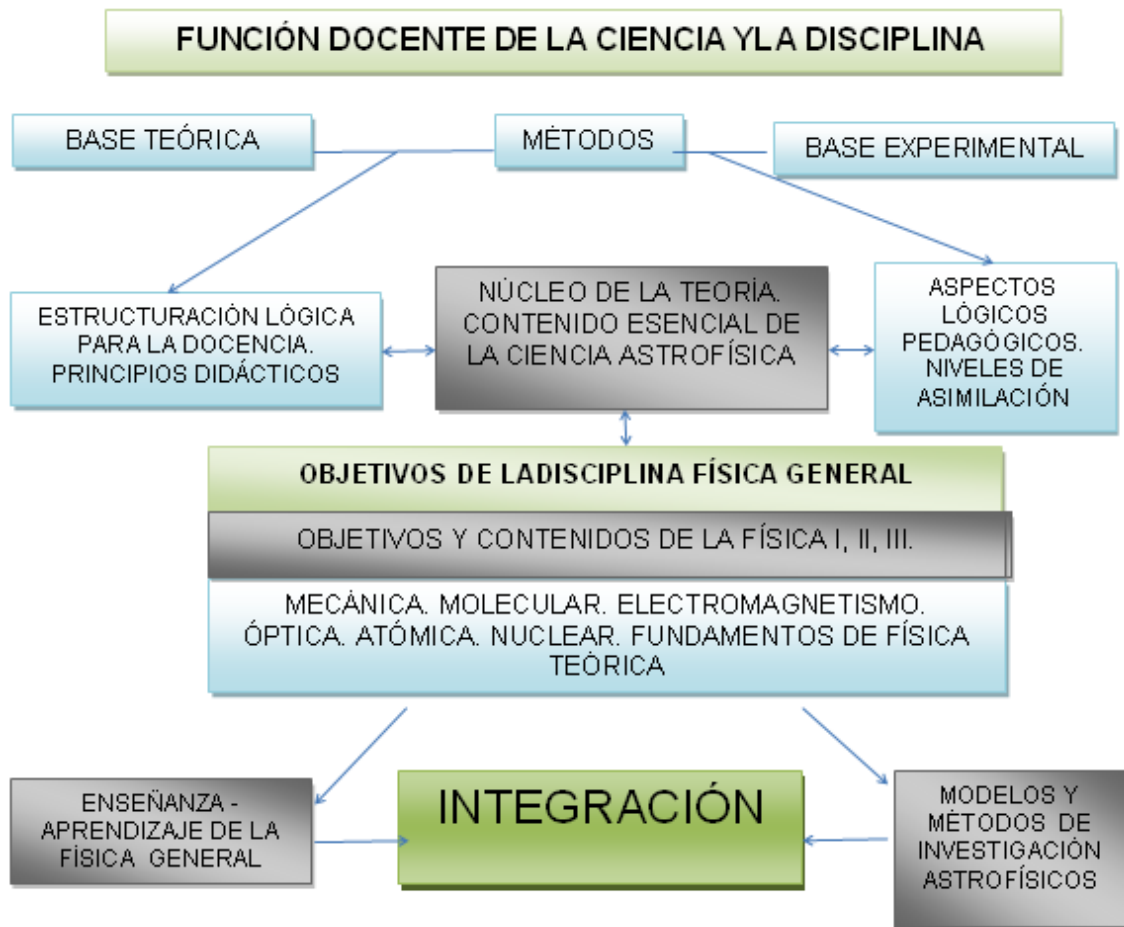 FUNCIÓN DOCENTE DE LA CIENCIA YLA DISCIPLINA
BASE TEÓRICA
MÉTODOS
BASE EXPERIMENTAL
ESTRUCTURACIÓN LÓGICA
PARA LA DOCENCIA.
PRINCIPIOS DIDÁCTICOS
NÚCLEO DE LA TEORÍA.
CONTENIDO ESENCIAL DE
LA CIENCIA ASTROFÍSICA
ASPECTOS
LÓGICOS
PEDAGÓGICOS.
NIVELES DE
ASIMILACIÓN
OBJETIVOS DE LADISCIPLINA FÍSICA GENERAL
OBJETIVOS Y CONTENIDOS DE LA FÍSICA I, II, III.
MECÁNICA. MOLECULAR. ELECTROMAGNETISMO.
ÓPTICA. ATÓMICA. NUCLEAR. FUNDAMENTOS DE FÍSICA
TEÓRICA
ENSEÑANZA -
APRENDIZAJE DE LA
FÍSICA GENERAL
INTEGRACIÓN
MODELOS Y
MÉTODOS DE
INVESTIGACIÓN
ASTROFÍSICOS